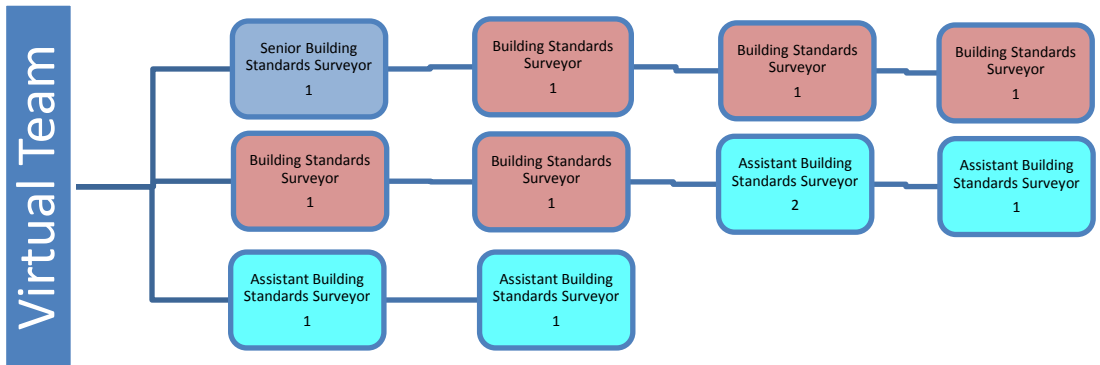 Virtual Team
Senior Building
Standards Surveyor
1
Building Standards
Surveyor
1
Building Standards
Surveyor
1
Building Standards
Surveyor
1
Building Standards
Surveyor
1
Building Standards
Surveyor
1
Assistant Building
Standards Surveyor
2
Assistant Building
Standards Surveyor
1
Assistant Building
Standards Surveyor
1
Assistant Building
Standards Surveyor
1